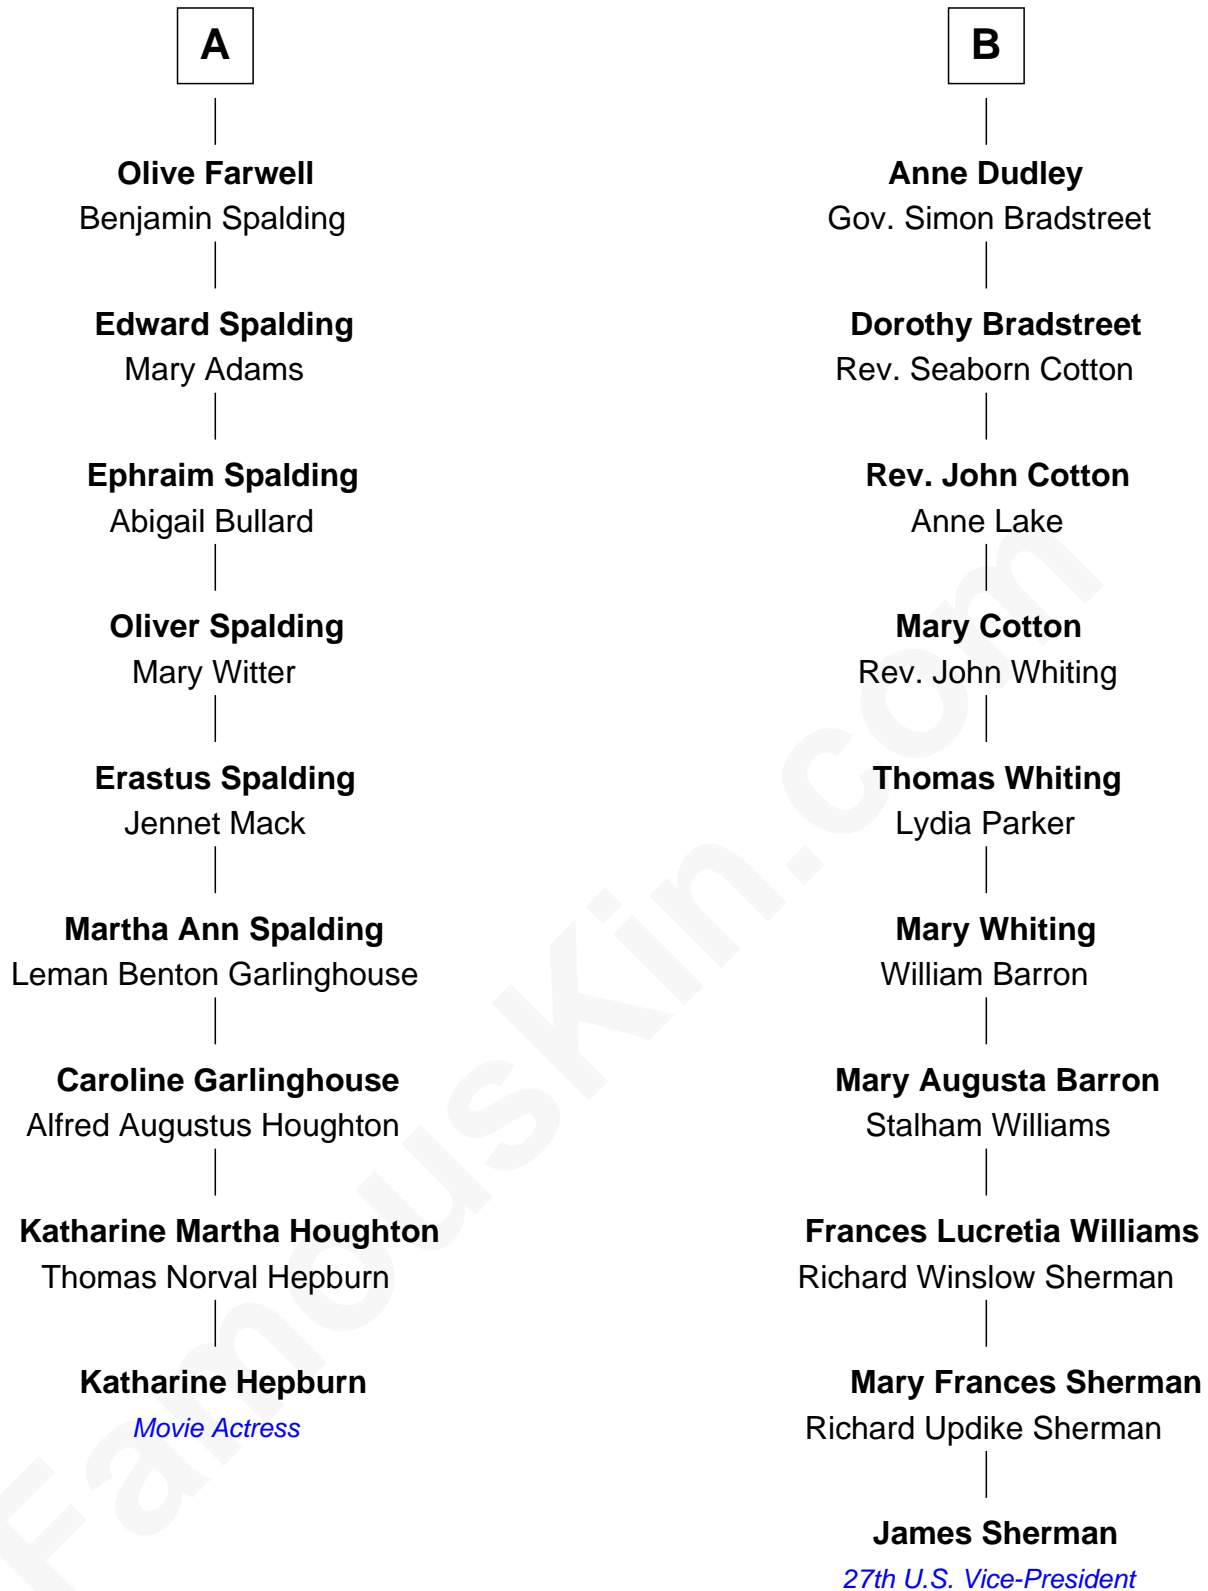 A
Olive Farwell
Benjamin Spalding
Edward Spalding
Mary Adams
Ephraim Spalding
Abigail Bullard
Oliver Spalding
Mary Witter
Erastus Spalding
Jennet Mack
Martha Ann Spalding
Leman Benton Garlinghouse
Caroline Garlinghouse
Alfred Augustus Houghton
Katharine Martha Houghton
Thomas Norval Hepburn
Katharine Hepburn
Movie Actress
B
Anne Dudley
Gov. Simon Bradstreet
Dorothy Bradstreet
Rev. Seaborn Cotton
Rev. John Cotton
Anne Lake
Mary Cotton
Rev. John Whiting
Thomas Whiting
Lydia Parker
Mary Whiting
William Barron
Mary Augusta Barron
Stalham Williams
Frances Lucretia Williams
Richard Winslow Sherman
Mary Frances Sherman
Richard Updike Sherman
James Sherman
27th U.S. Vice-President
FamousKin.com